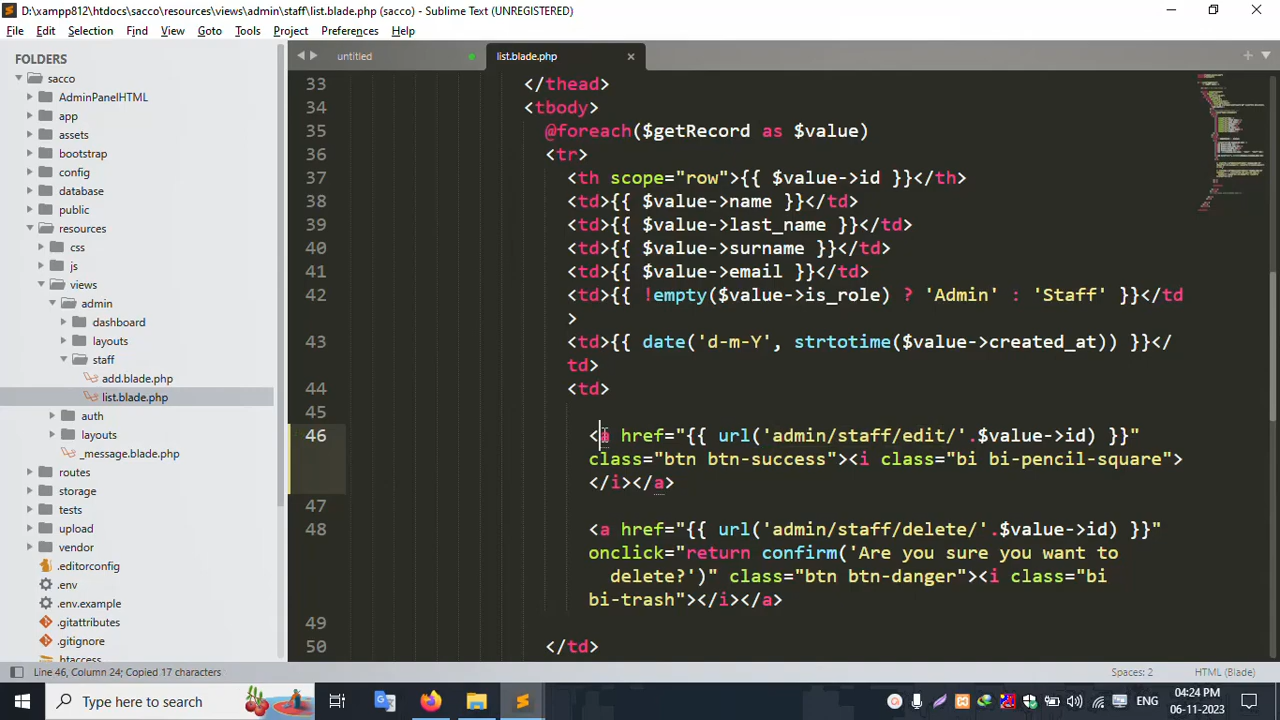 D:\xampp812\htdocs\sacco\resources\views\admin\staff\list.blade.php (sacco) - Sublime Text (UNREGISTERED)
File Edit Selection Find View Goto Tools Project Preferences Help
FOLDERS
sacco
AdminPanelHTML
app
assets
bootstrap
config
database
public
resources
css
js
views
admin
dashboard
layouts
staff
add.blade.php
list.blade.php
auth
layouts
_message.blade.php
routes
storage
tests
upload
vendor
.editorconfig
.env
.env.example
.gitattributes
.gitignore
.htaccess
untitled
list.blade.php
33 </thead>
34 <tbody>
35 @foreach($getRecord as $value)
36 <tr>
37 <th scope="row">{{ $value->id }}</th>
38 <td>{{ $value->name }}</td>
39 <td>{{ $value->last_name }}</td>
40 <td>{{ $value->surname }}</td>
41 <td>{{ $value->email }}</td>
42 <td>{{ !empty($value->is_role) ? 'Admin' : 'Staff' }}</td
>
43 <td>{{ date('d-m-Y', strtotime($value->created_at)) }}</
td>
44 <td>
45
46 <a href="{{ url('admin/staff/edit/'.$value->id) }}"
class="btn btn-success"><i class="bi bi-pencil-square">
</i></a>
47
48 <a href="{{ url('admin/staff/delete/'.$value->id) }}"
onclick="return confirm('Are you sure you want to
delete?')" class="btn btn-danger"><i class="bi
bi-trash"></i></a>
49
50 </td>
Line 46, Column 24; Copied 17 characters
Spaces: 2
HTML (Blade)
Type here to search
ENG
04:24 PM
06-11-2023